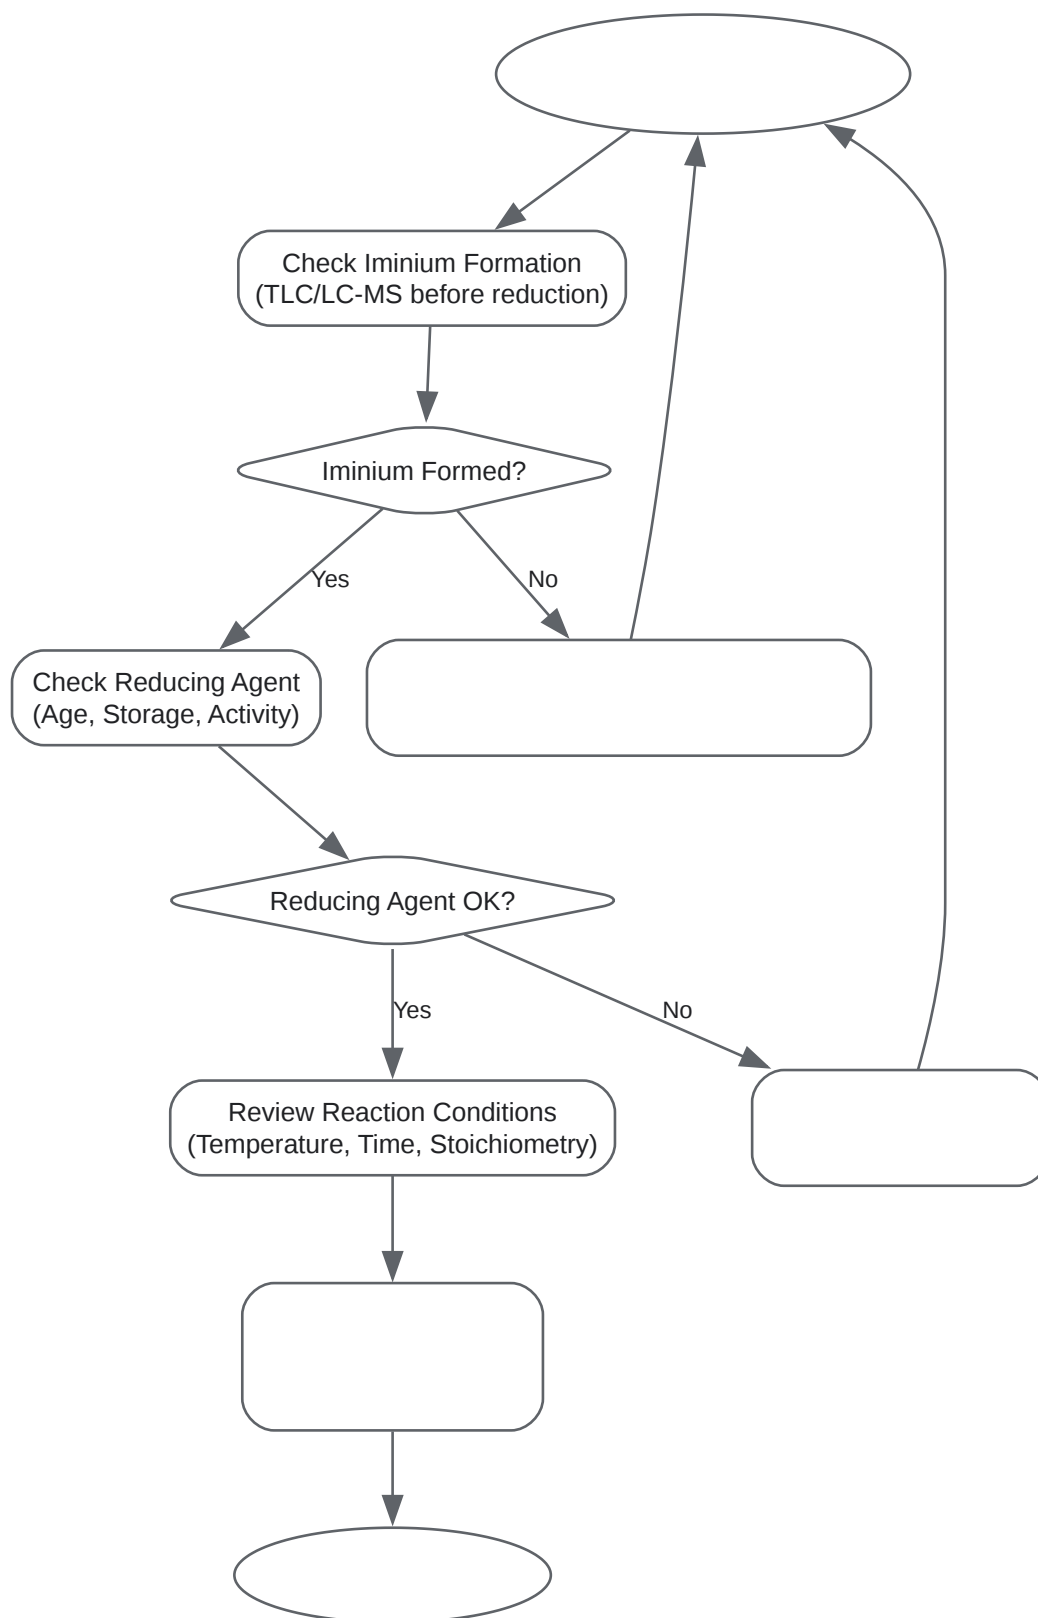 Check Iminium Formation
(TLC/LC-MS before reduction)
Iminium Formed?
Yes
No
Check Reducing Agent
(Age, Storage, Activity)
Reducing Agent OK?
Yes
No
Review Reaction Conditions
(Temperature, Time, Stoichiometry)